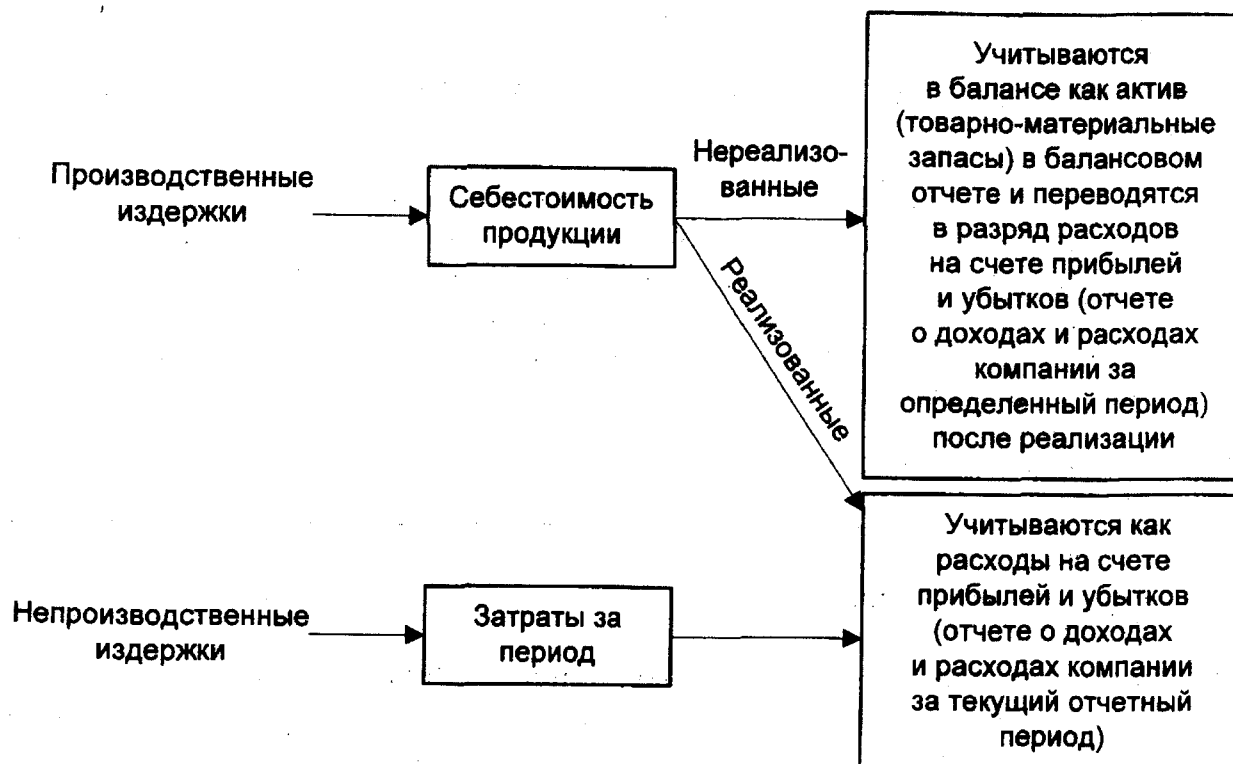 Производственные
издержки
Себестоимость
продукции
Нереализо-
ванные
Реализованные
Учитываются
в балансе как актив
(товарно-материальные
запасы) в балансовом
отчете и переводятся
в разряд расходов
на счете прибылей
и убытков (отчете
о доходах и расходах
компании за
определенный период)
после реализации
Непроизводственные
издержки
Затраты за
период
Учитываются как
расходы на счете
прибылей и убытков
(отчете о доходах
и расходах компании
за текущий отчетный
период)